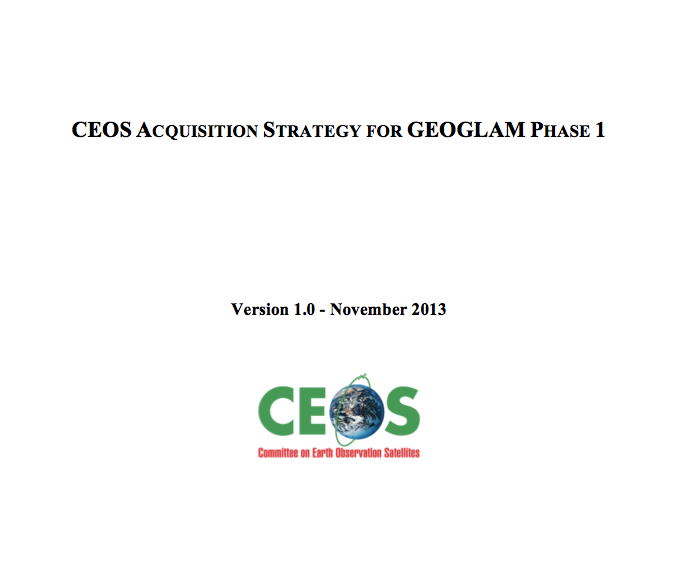 CEOS ACQUISITION STRATEGY FOR GEOGLAM PHASE 1
Version 1.0 - November 2013
CEOS
Committee on Earth Observation Satellites